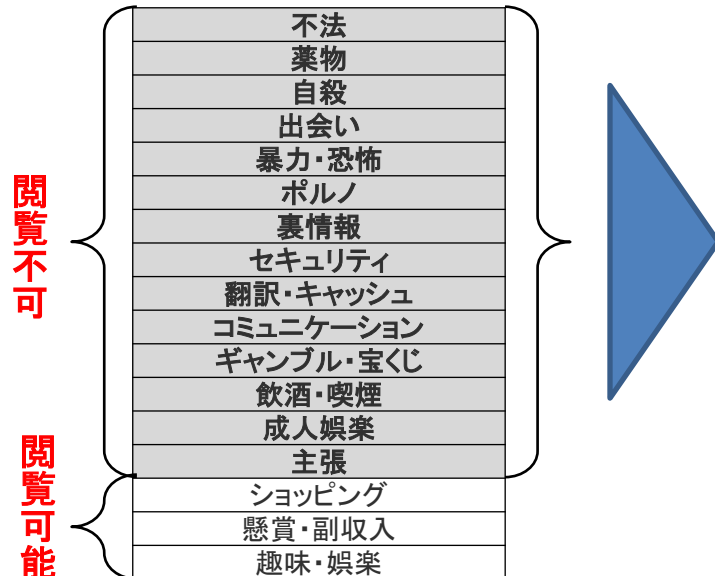 閲覧不可
不法
薬物
自殺
出会い
暴力・恐怖
ポルノ
裏情報
セキュリティ
翻訳・キャッシュ
コミュニケーション
ギャンブル・宝くじ
飲酒・喫煙
成人娯楽
主張
閲覧可能
ショッピング
懸賞・副収入
趣味・娯楽